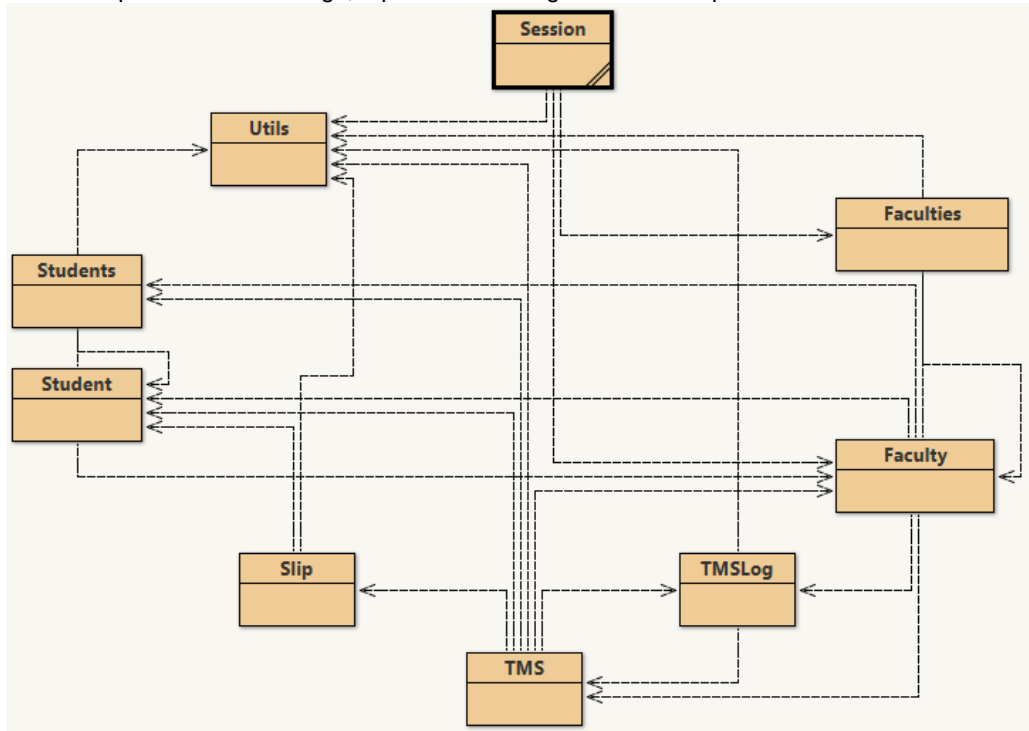 Session
Utils
Faculties
Students
Student
Faculty
Slip
TMSLog
TMS